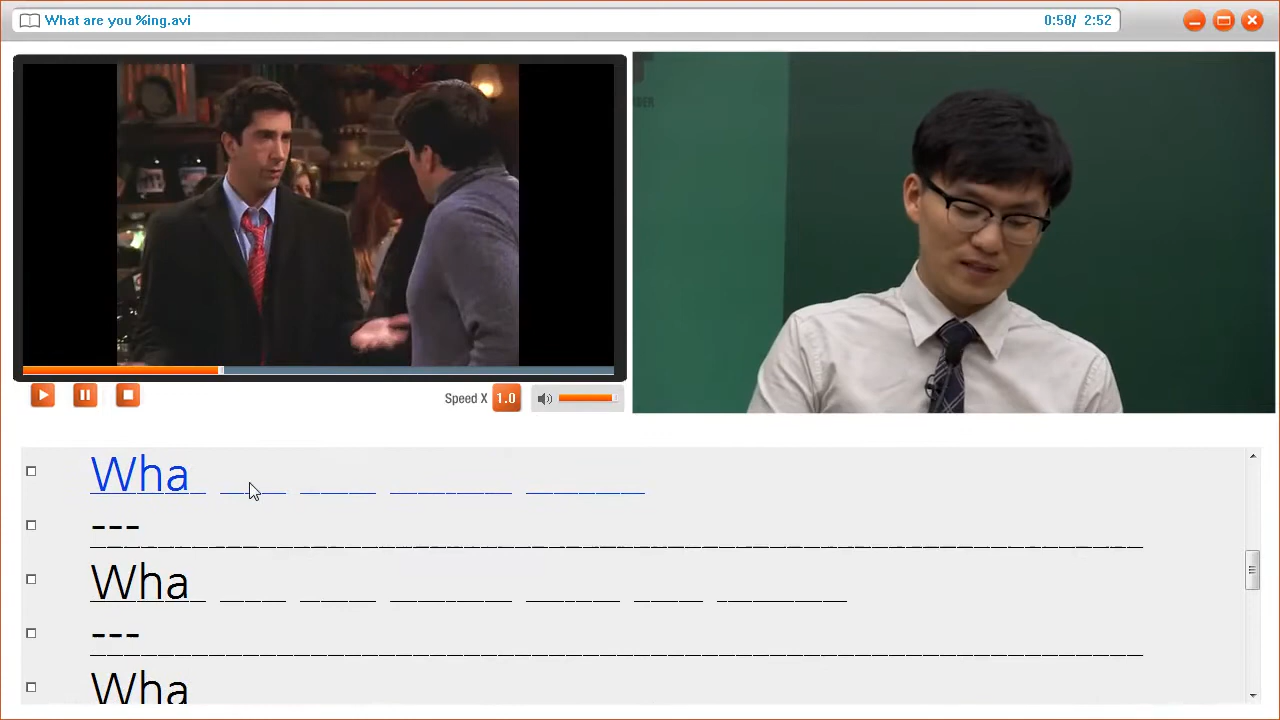 What are you %ing.avi
0:58/ 2:52
Speed X 1.0
Wha
---
Wha
---
Wha